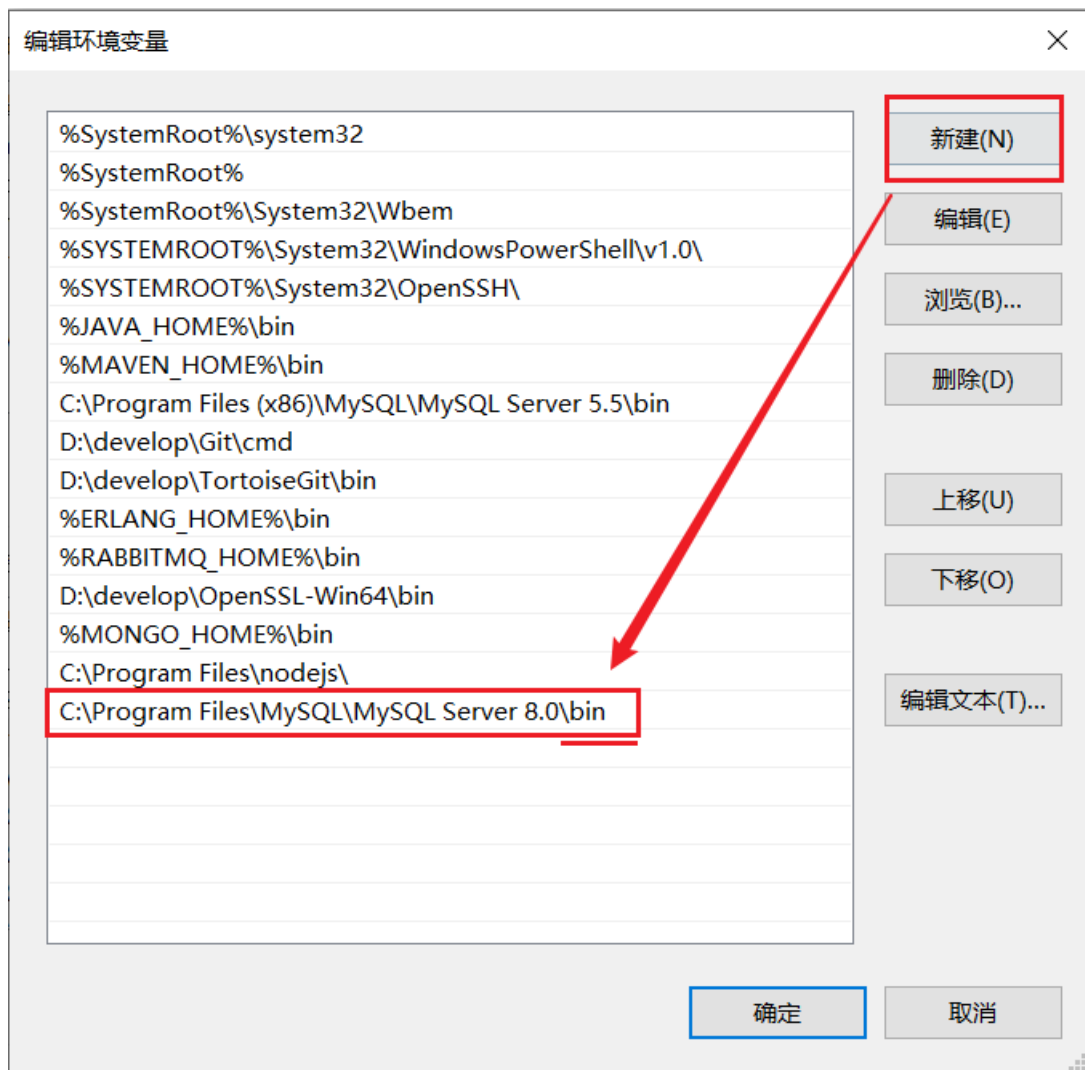 编辑环境变量
%SystemRoot%\system32
%SystemRoot%
%SystemRoot%\System32\Wbem
%SYSTEMROOT%\System32\WindowsPowerShell\v1.0\
%SYSTEMROOT%\System32\OpenSSH\
%JAVA_HOME%\bin
%MAVEN_HOME%\bin
C:\Program Files (x86)\MySQL\MySQL Server 5.5\bin
D:\develop\Git\cmd
D:\develop\TortoiseGit\bin
%ERLANG_HOME%\bin
%RABBITMQ_HOME%\bin
D:\develop\OpenSSL-Win64\bin
%MONGO_HOME%\bin
C:\Program Files\nodejs\
C:\Program Files\MySQL\MySQL Server 8.0\bin
新建(N)
编辑(E)
浏览(B)...
删除(D)
上移(U)
下移(O)
编辑文本(T)...
确定
取消